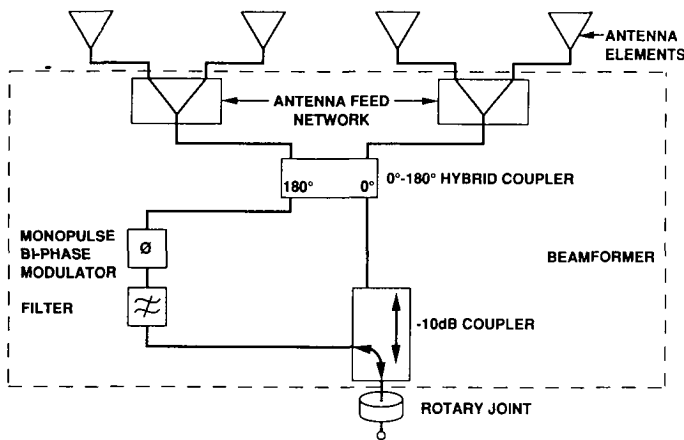 ANTENNA
ELEMENTS
ANTENNA FEED
NETWORK
180° 0°
0°-180° HYBRID COUPLER
MONOPULSE
BI-PHASE
MODULATOR
Ø
BEAMFORMER
FILTER
-10dB COUPLER
ROTARY JOINT